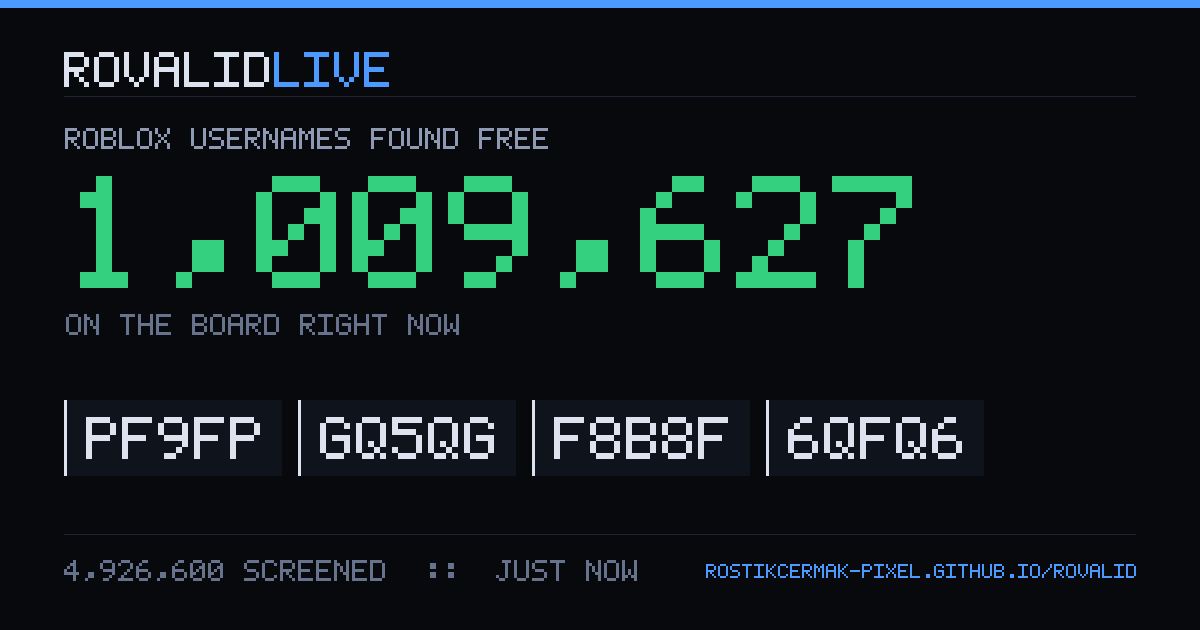 ROVALIDLIVE
ROBLOX USERNAMES FOUND FREE
1,009,627
ON THE BOARD RIGHT NOW
PF9FP GQ5QG F8B8F 6QFQ6
4,926,600 SCREENED :: JUST NOW ROSTIKCERMAK-PIXEL.GITHUB.IO/ROVALID